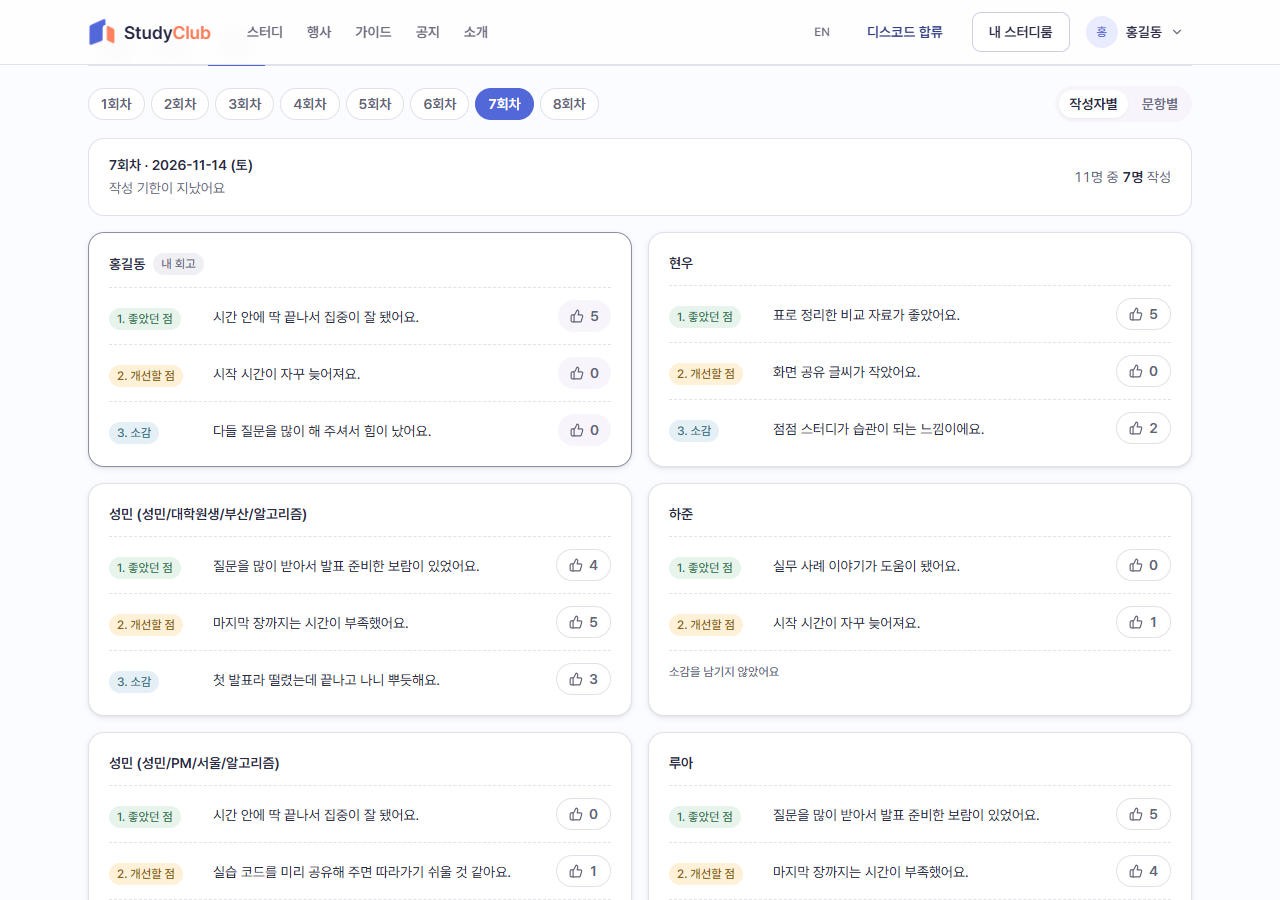 StudyClub 스터디 행사 가이드 공지 소개 EN 디스코드 합류 내 스터디룸 홍 홍길동
1회차 2회차 3회차 4회차 5회차 6회차 7회차 8회차 작성자별 문항별
7회차 · 2026-11-14 (토)
작성 기한이 지났어요
11명 중 7명 작성
홍길동 내 회고
1. 좋았던 점 시간 안에 딱 끝나서 집중이 잘 됐어요. 5
2. 개선할 점 시작 시간이 자꾸 늦어져요. 0
3. 소감 다들 질문을 많이 해 주셔서 힘이 났어요. 0
현우
1. 좋았던 점 표로 정리한 비교 자료가 좋았어요. 5
2. 개선할 점 화면 공유 글씨가 작았어요. 0
3. 소감 점점 스터디가 습관이 되는 느낌이에요. 2
성민 (성민/대학원생/부산/알고리즘)
1. 좋았던 점 질문을 많이 받아서 발표 준비한 보람이 있었어요. 4
2. 개선할 점 마지막 장까지는 시간이 부족했어요. 5
3. 소감 첫 발표라 떨렸는데 끝나고 나니 뿌듯해요. 3
하준
1. 좋았던 점 실무 사례 이야기가 도움이 됐어요. 0
2. 개선할 점 시작 시간이 자꾸 늦어져요. 1
소감을 남기지 않았어요
성민 (성민/PM/서울/알고리즘)
1. 좋았던 점 시간 안에 딱 끝나서 집중이 잘 됐어요. 0
2. 개선할 점 실습 코드를 미리 공유해 주면 따라가기 쉬울 것 같아요. 1
루아
1. 좋았던 점 질문을 많이 받아서 발표 준비한 보람이 있었어요. 5
2. 개선할 점 마지막 장까지는 시간이 부족했어요. 4